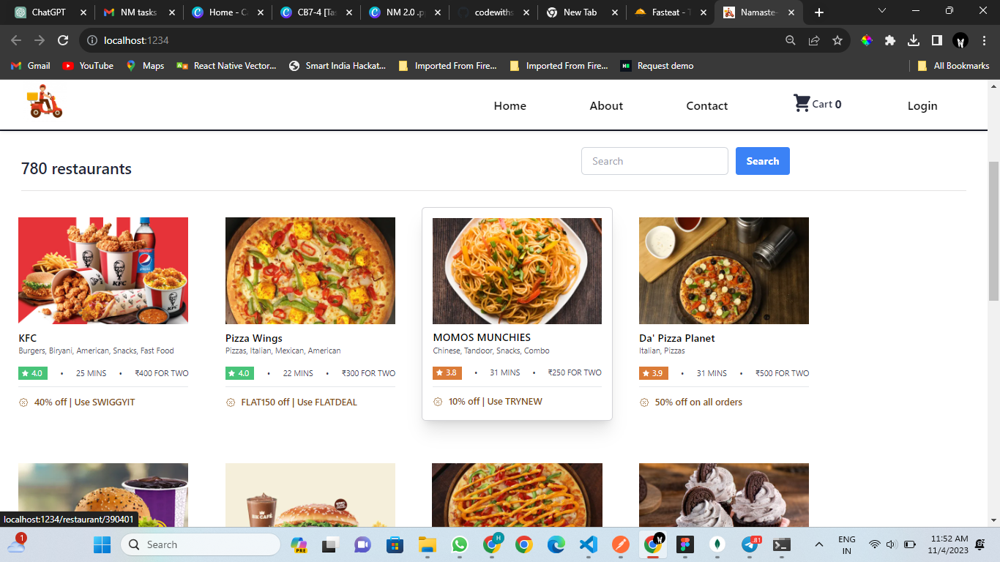 ChatGPT
NM tasks
Home - C
CB7-4 [Tas
NM 2.0 .p
codewiths
New Tab
Fasteat - T
Namaste-
localhost:1234
Gmail
YouTube
Maps
React Native Vector...
Smart India Hackat...
Imported From Fire...
Imported From Fire...
Request demo
All Bookmarks
Home
About
Contact
Cart 0
Login
780 restaurants
Search
Search
KFC
Burgers, Biryani, American, Snacks, Fast Food
4.0 • 25 MINS • ₹400 FOR TWO
40% off | Use SWIGGYIT
Pizza Wings
Pizzas, Italian, Mexican, American
4.0 • 22 MINS • ₹300 FOR TWO
FLAT150 off | Use FLATDEAL
MOMOS MUNCHIES
Chinese, Tandoor, Snacks, Combo
3.8 • 31 MINS • ₹250 FOR TWO
10% off | Use TRYNEW
Da' Pizza Planet
Italian, Pizzas
3.9 • 31 MINS • ₹500 FOR TWO
50% off on all orders
localhost:1234/restaurant/390401
1
Search
PRE
H
81
ENG
IN
11:52 AM
11/4/2023